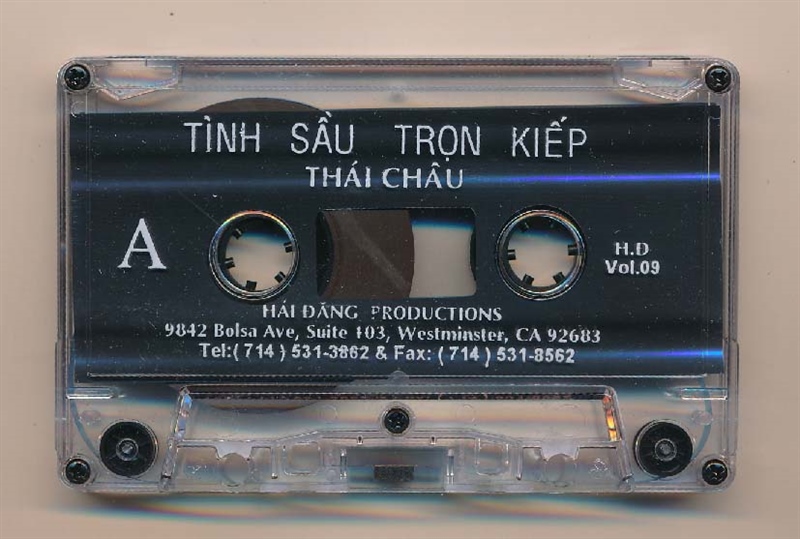 TÌNH SẦU TRỌN KIẾP
THÁI CHÂU
A
H.Đ
Vol.09
HẢI ĐĂNG PRODUCTIONS
9842 Bolsa Ave, Suite 103, Westminster, CA 92683
Tel:( 714 ) 531-3862 & Fax: ( 714 ) 531-8562